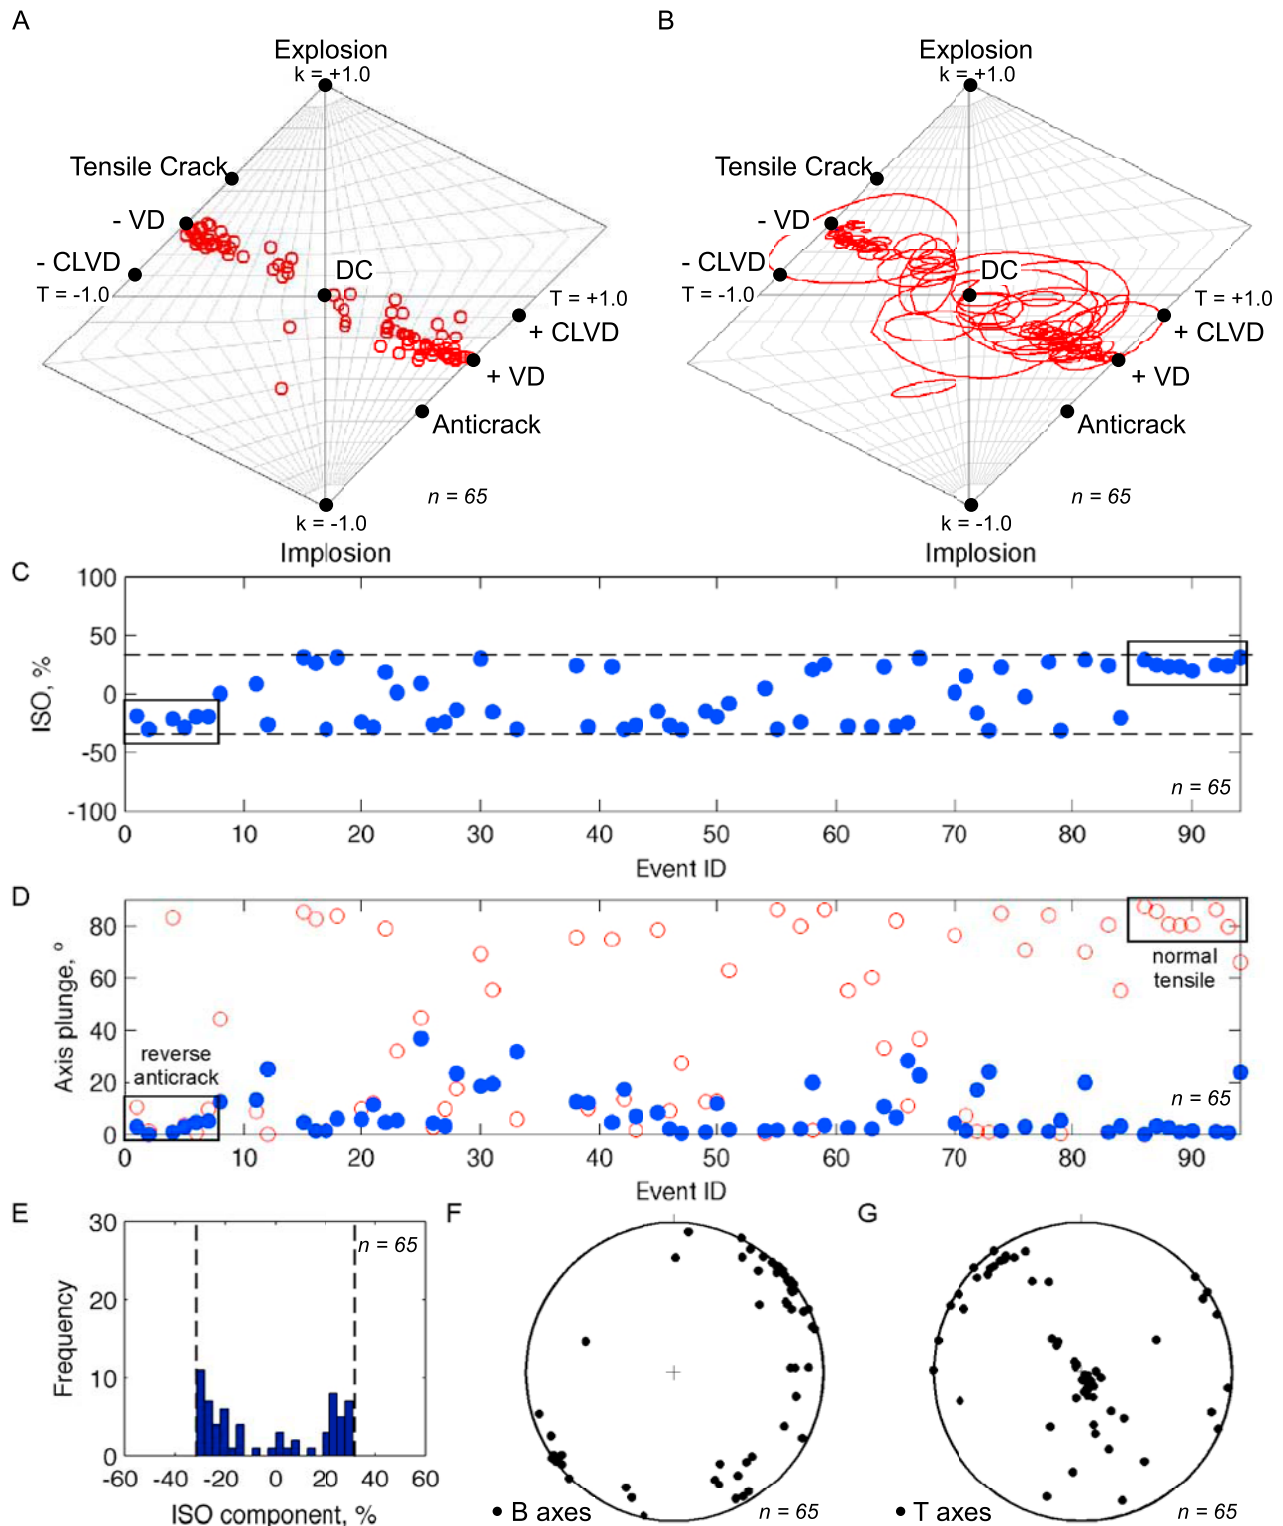 A
B
Explosion
k = +1.0
Explosion
k = +1.0
Tensile Crack
Tensile Crack
- VD
- VD
- CLVD
DC
- CLVD
DC
T = -1.0
T = +1.0
T = -1.0
T = +1.0
+ CLVD
+ CLVD
+ VD
+ VD
Anticrack
Anticrack
n = 65
n = 65
k = -1.0
k = -1.0
Implosion
Implosion
C
100
50
0
-50
-100
ISO, %
n = 65
0 10 20 30 40 50 60 70 80 90
Event ID
D
80
60
40
20
0
Axis plunge, °
normal
tensile
reverse
anticrack
n = 65
0 10 20 30 40 50 60 70 80 90
Event ID
E
30
20
10
0
Frequency
n = 65
-60 -40 -20 0 20 40 60
ISO component, %
F
B axes
n = 65
G
T axes
n = 65